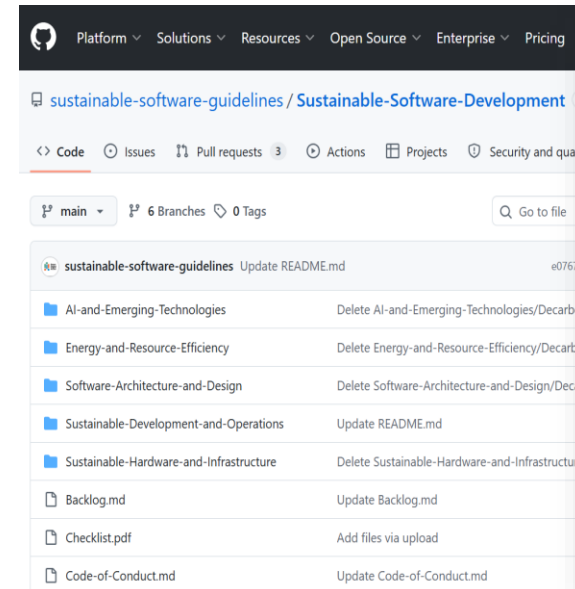 Platform Solutions Resources Open Source Enterprise Pricing
sustainable-software-guidelines / Sustainable-Software-Development
Code Issues Pull requests 3 Actions Projects Security and qua
main 6 Branches 0 Tags Go to file
sustainable-software-guidelines Update README.md e0767
AI-and-Emerging-Technologies Delete AI-and-Emerging-Technologies/Decarb
Energy-and-Resource-Efficiency Delete Energy-and-Resource-Efficiency/Decarb
Software-Architecture-and-Design Delete Software-Architecture-and-Design/Dec
Sustainable-Development-and-Operations Update README.md
Sustainable-Hardware-and-Infrastructure Delete Sustainable-Hardware-and-Infrastructu
Backlog.md Update Backlog.md
Checklist.pdf Add files via upload
Code-of-Conduct.md Update Code-of-Conduct.md